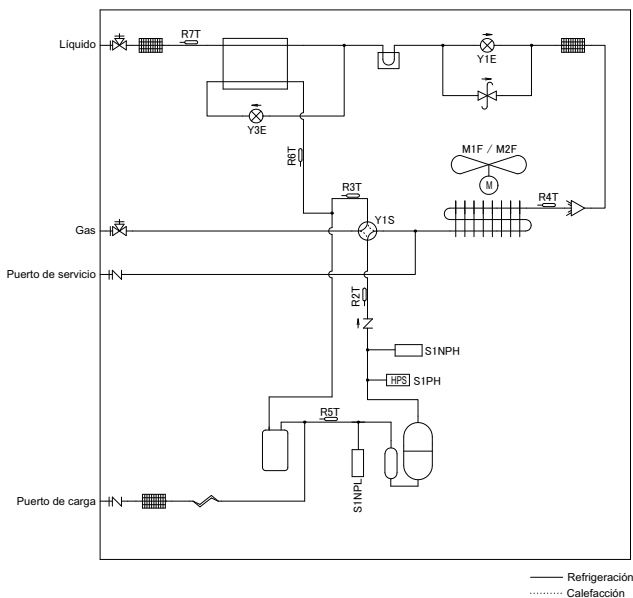 Líquido
R7T
Y1E
Y3E
M1F / M2F
M
R6T
R3T
R4T
Y1S
Gas
Puerto de servicio
R2T
S1NPH
HPS S1PH
R5T
S1NPL
Puerto de carga
Refrigeración
Calefacción